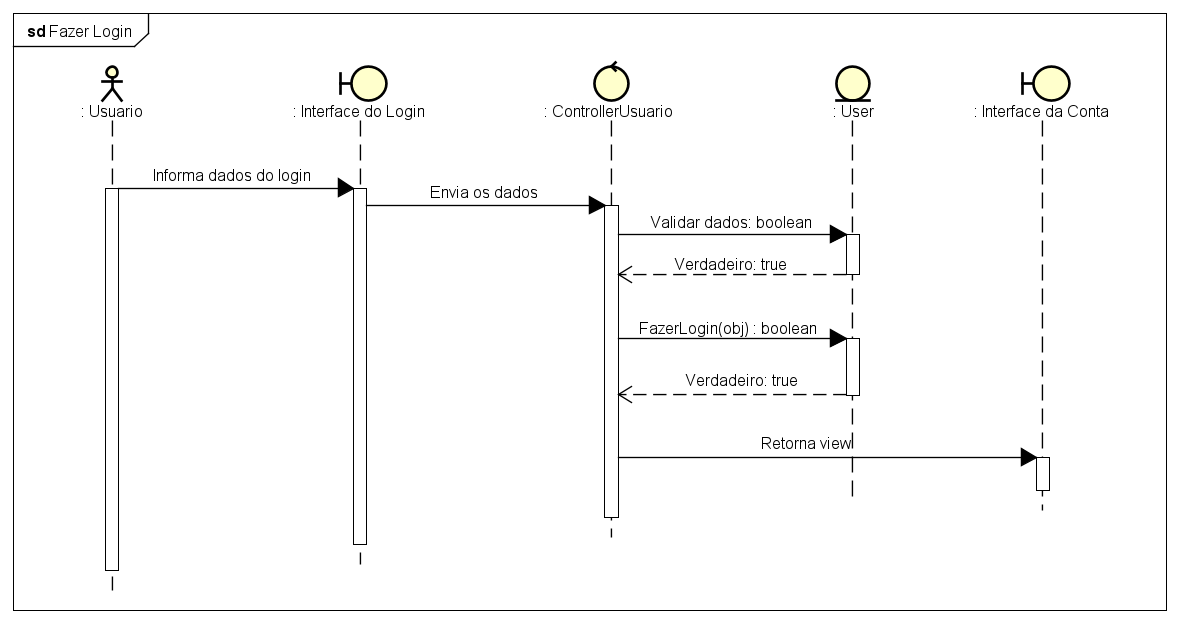 sd Fazer Login
: Usuario
: Interface do Login
: ControllerUsuario
: User
: Interface da Conta
Informa dados do login
Envia os dados
Validar dados: boolean
Verdadeiro: true
FazerLogin(obj) : boolean
Verdadeiro: true
Retorna view